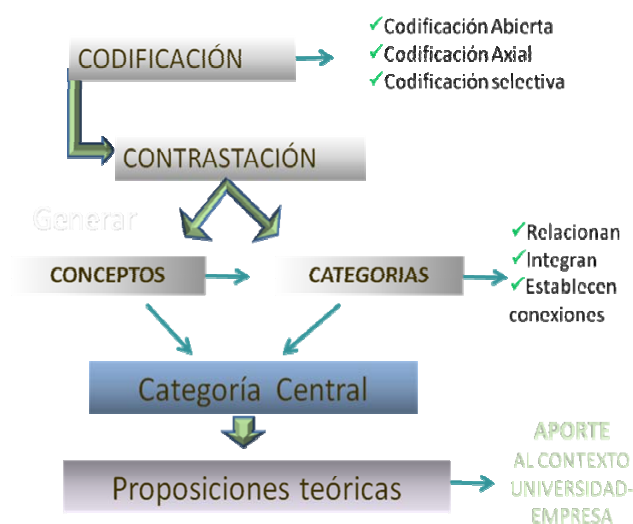 CODIFICACIÓN
Codificación Abierta
Codificación Axial
Codificación selectiva
CONTRASTACIÓN
Generar
CONCEPTOS
CATEGORIAS
Relacionan
Integran
Establecen
conexiones
Categoría Central
Proposiciones teóricas
APORTE
AL CONTEXTO
UNIVERSIDAD-
EMPRESA